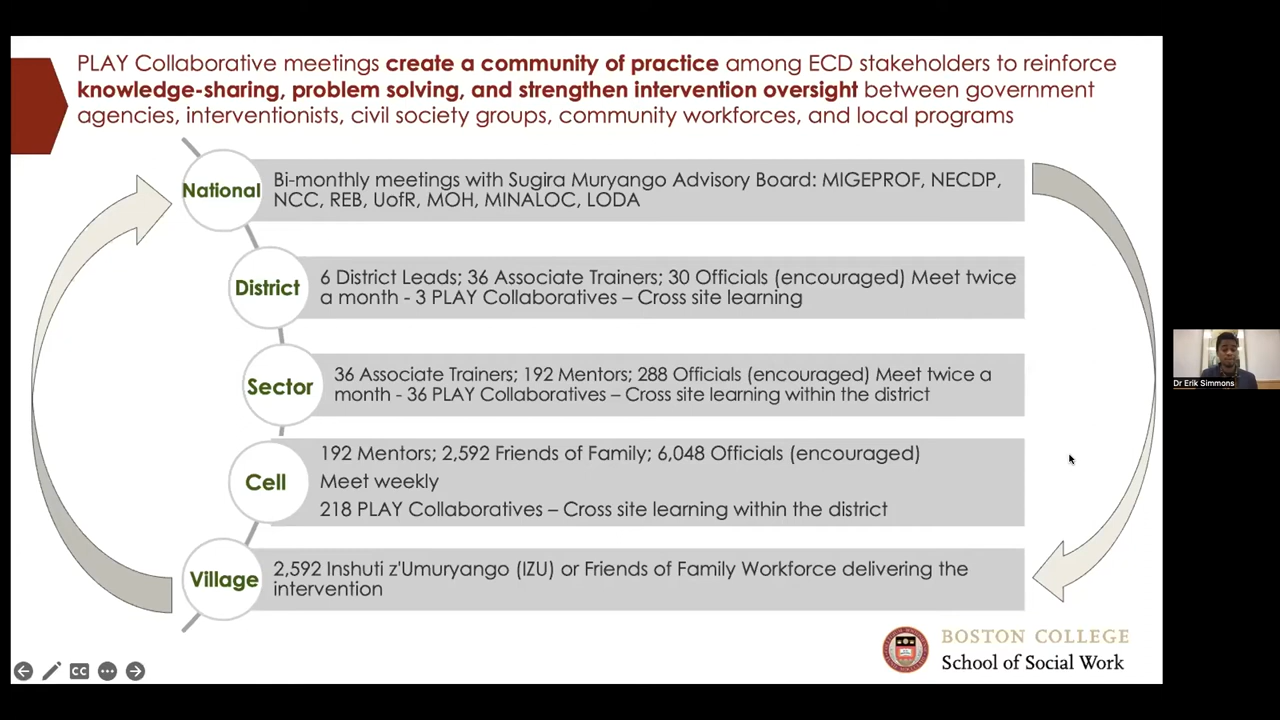 PLAY Collaborative meetings create a community of practice among ECD stakeholders to reinforce
knowledge-sharing, problem solving, and strengthen intervention oversight between government
agencies, interventionists, civil society groups, community workforces, and local programs
National
Bi-monthly meetings with Sugira Muryango Advisory Board: MIGEPROF, NECDP,
NCC, REB, UofR, MOH, MINALOC, LODA
District
6 District Leads; 36 Associate Trainers; 30 Officials (encouraged) Meet twice
a month - 3 PLAY Collaboratives – Cross site learning
Sector
36 Associate Trainers; 192 Mentors; 288 Officials (encouraged) Meet twice a
month - 36 PLAY Collaboratives – Cross site learning within the district
Cell
192 Mentors; 2,592 Friends of Family; 6,048 Officials (encouraged)
Meet weekly
218 PLAY Collaboratives – Cross site learning within the district
Village
2,592 Inshuti z'Umuryango (IZU) or Friends of Family Workforce delivering the
intervention
BOSTON COLLEGE
School of Social Work
CC
Dr Erik Simmons